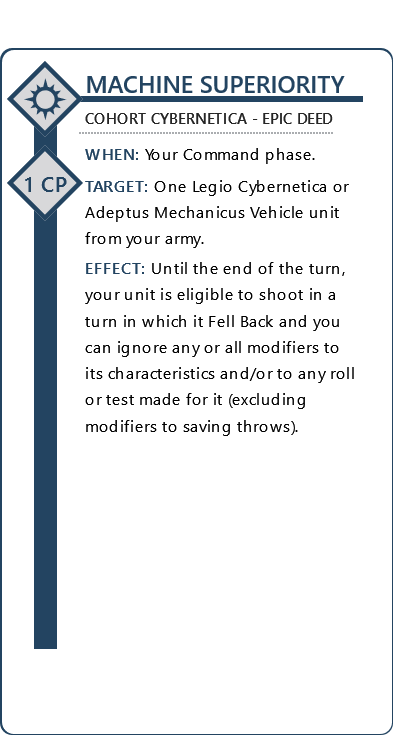 MACHINE SUPERIORITY
COHORT CYBERNETICA - EPIC DEED
WHEN: Your Command phase.
1 CP
TARGET: One Legio Cybernetica or
Adeptus Mechanicus Vehicle unit
from your army.
EFFECT: Until the end of the turn,
your unit is eligible to shoot in a
turn in which it Fell Back and you
can ignore any or all modifiers to
its characteristics and/or to any roll
or test made for it (excluding
modifiers to saving throws).